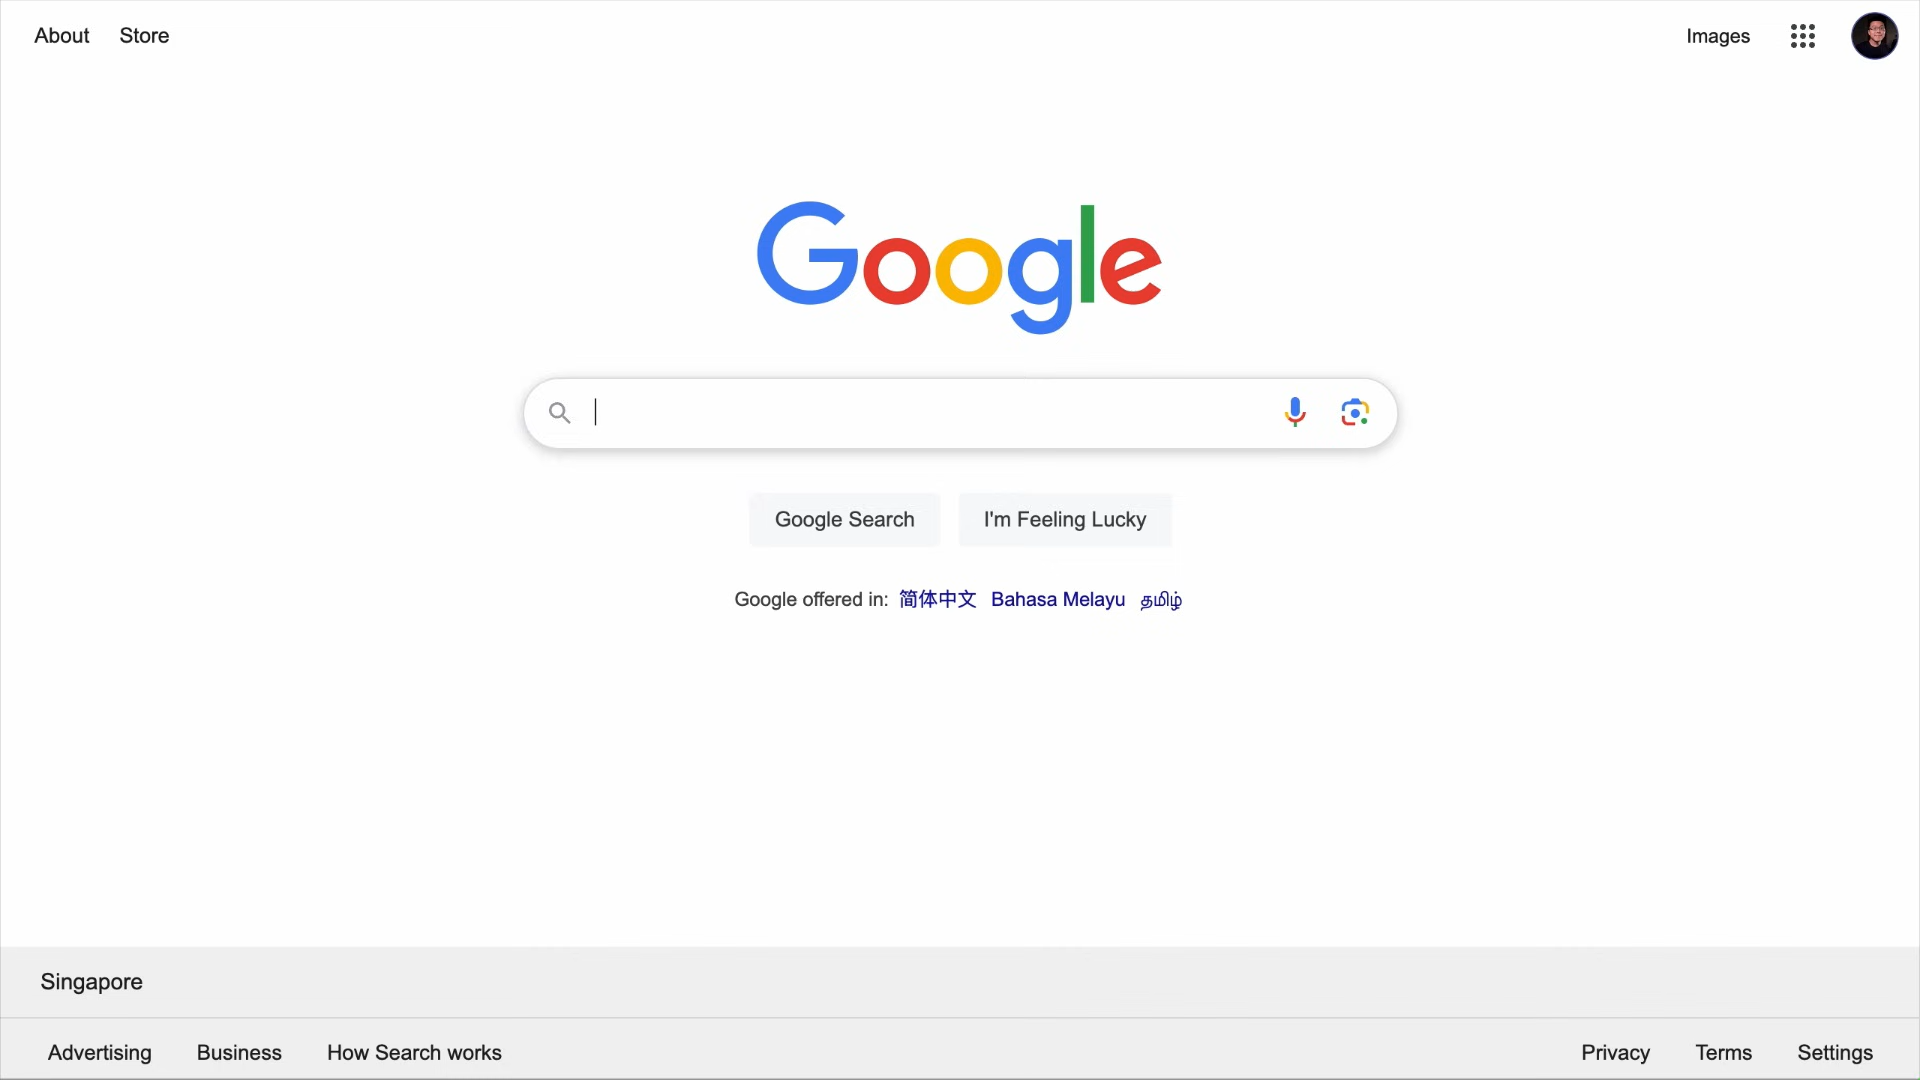 About Store Images
Google
Google Search I'm Feeling Lucky
Google offered in: 简体中文 Bahasa Melayu தமிழ்
Singapore
Advertising Business How Search works Privacy Terms Settings